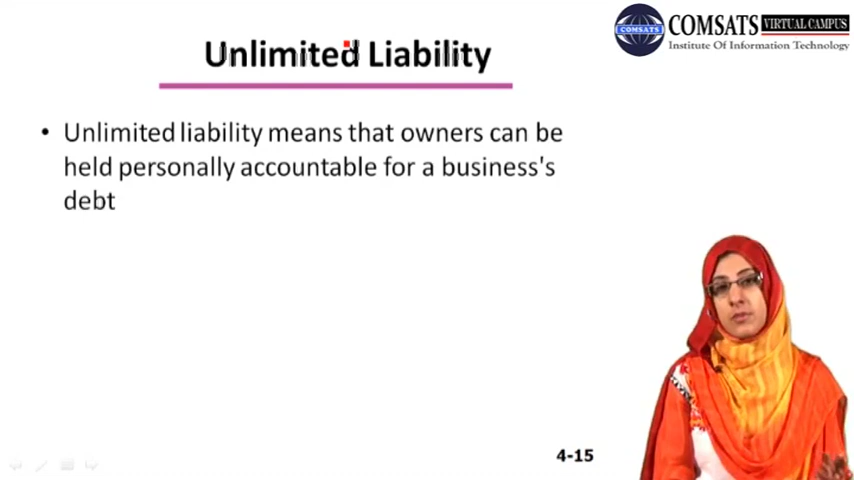 Unlimited Liability
COMSATS VIRTUAL CAMPUS
Institute Of Information Technology
COMSATS
• Unlimited liability means that owners can be
held personally accountable for a business's
debt
4-15